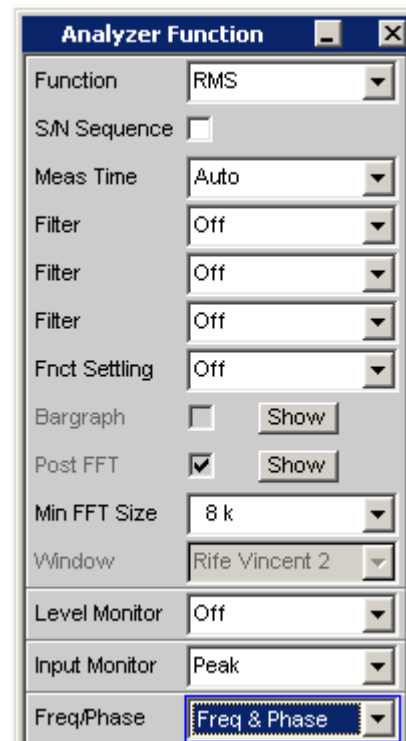 Analyzer Function
Function RMS
S/N Sequence
Meas Time Auto
Filter Off
Filter Off
Filter Off
Fnct Settling Off
Bargraph Show
Post FFT Show
Min FFT Size 8 k
Window Rife Vincent 2
Level Monitor Off
Input Monitor Peak
Freq/Phase Freq & Phase